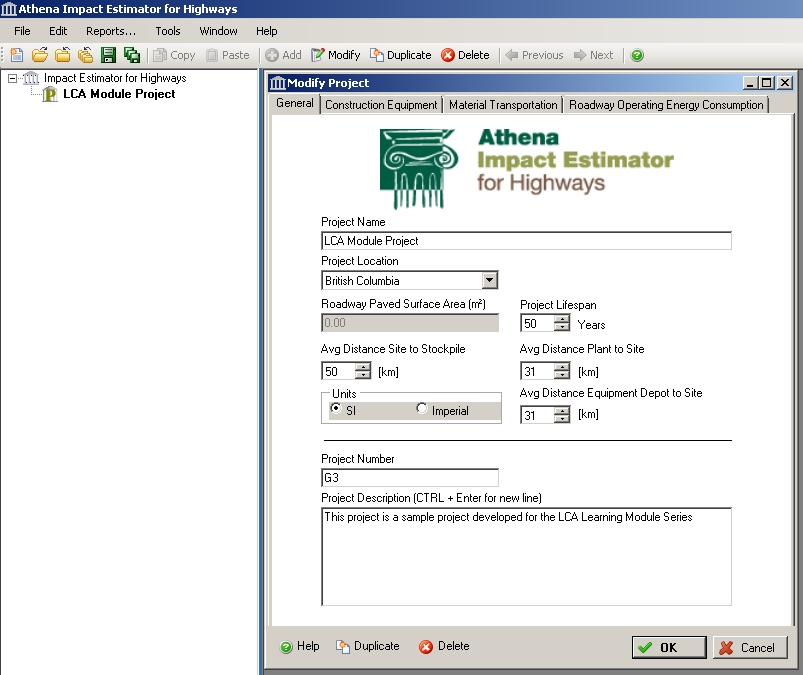 Athena Impact Estimator for Highways
File Edit Reports... Tools Window Help
Copy Paste Add Modify Duplicate Delete Previous Next
Impact Estimator for Highways
P LCA Module Project
Modify Project
General Construction Equipment Material Transportation Roadway Operating Energy Consumption
Athena
Impact Estimator
for Highways
Project Name
LCA Module Project
Project Location
British Columbia
Roadway Paved Surface Area (m²) Project Lifespan
0.00 50 Years
Avg Distance Site to Stockpile Avg Distance Plant to Site
50 [km] 31 [km]
Units Avg Distance Equipment Depot to Site
SI Imperial 31 [km]
Project Number
G3
Project Description (CTRL + Enter for new line)
This project is a sample project developed for the LCA Learning Module Series
Help Duplicate Delete OK Cancel